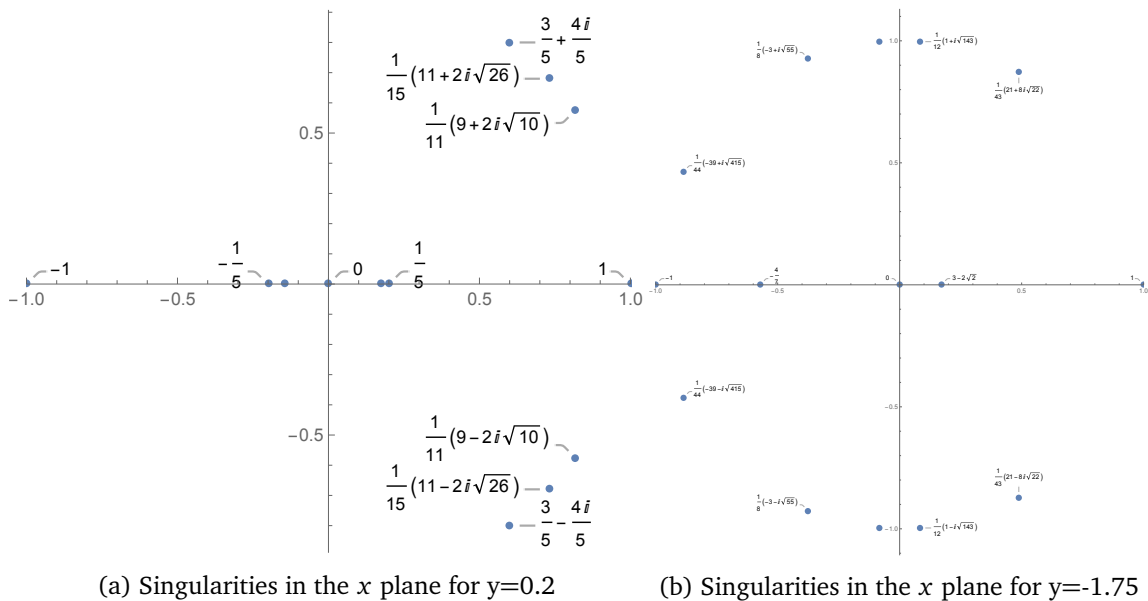 3/5 + 4ⅈ/5
1/15 (11+2ⅈ√26)
1/11 (9+2ⅈ√10)
0.5
-1
-1/5
0
1/5
1
-1.0
-0.5
0.5
1.0
-0.5
1/11 (9-2ⅈ√10)
1/15 (11-2ⅈ√26)
3/5 - 4ⅈ/5
(a) Singularities in the x plane for y=0.2
1.0
1/12 (1+ⅈ√143)
1/8 (-3+ⅈ√55)
1/43 (21+8ⅈ√22)
0.5
1/44 (-39+ⅈ√415)
-1
-4/7
0
3-2√2
1
-1.0
-0.5
0.5
1.0
1/44 (-39-ⅈ√415)
-0.5
1/43 (21-8ⅈ√22)
1/8 (-3-ⅈ√55)
-1.0
1/12 (1-ⅈ√143)
(b) Singularities in the x plane for y=-1.75